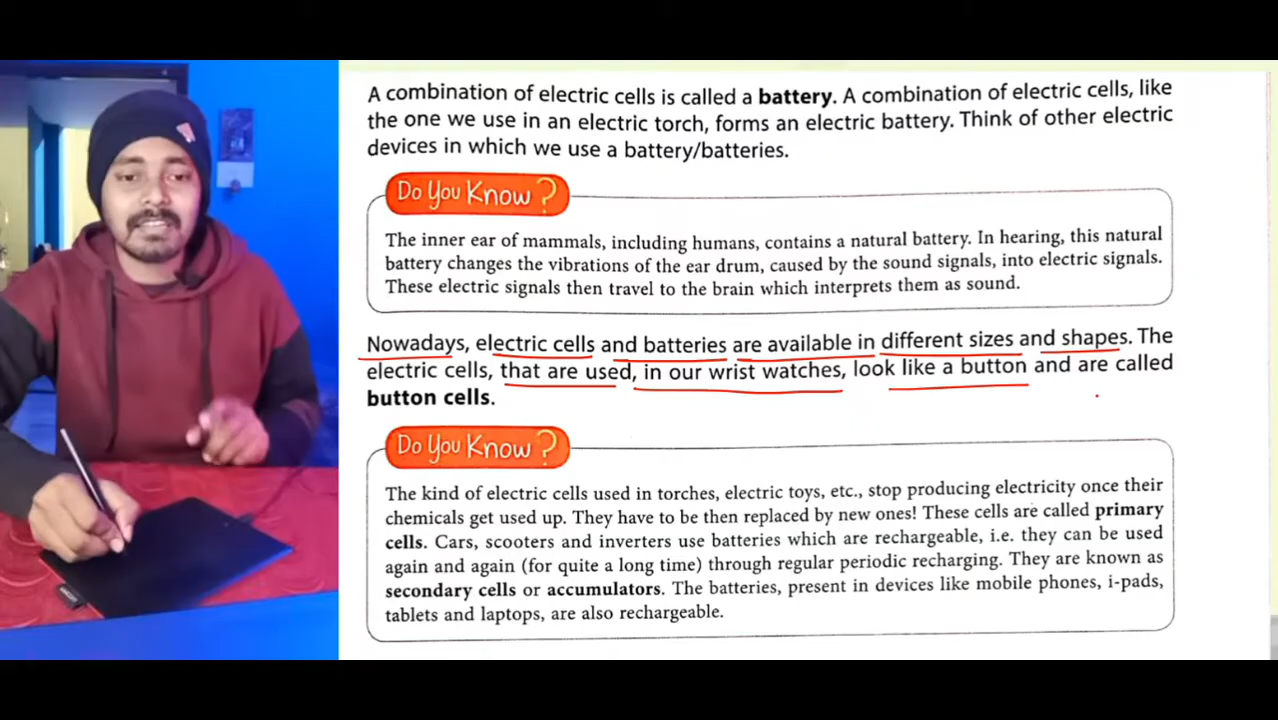 A combination of electric cells is called a battery. A combination of electric cells, like
the one we use in an electric torch, forms an electric battery. Think of other electric
devices in which we use a battery/batteries.
Do You Know?
The inner ear of mammals, including humans, contains a natural battery. In hearing, this natural
battery changes the vibrations of the ear drum, caused by the sound signals, into electric signals.
These electric signals then travel to the brain which interprets them as sound.
Nowadays, electric cells and batteries are available in different sizes and shapes. The
electric cells, that are used, in our wrist watches, look like a button and are called
button cells.
Do You Know?
The kind of electric cells used in torches, electric toys, etc., stop producing electricity once their
chemicals get used up. They have to be then replaced by new ones! These cells are called primary
cells. Cars, scooters and inverters use batteries which are rechargeable, i.e. they can be used
again and again (for quite a long time) through regular periodic recharging. They are known as
secondary cells or accumulators. The batteries, present in devices like mobile phones, i-pads,
tablets and laptops, are also rechargeable.